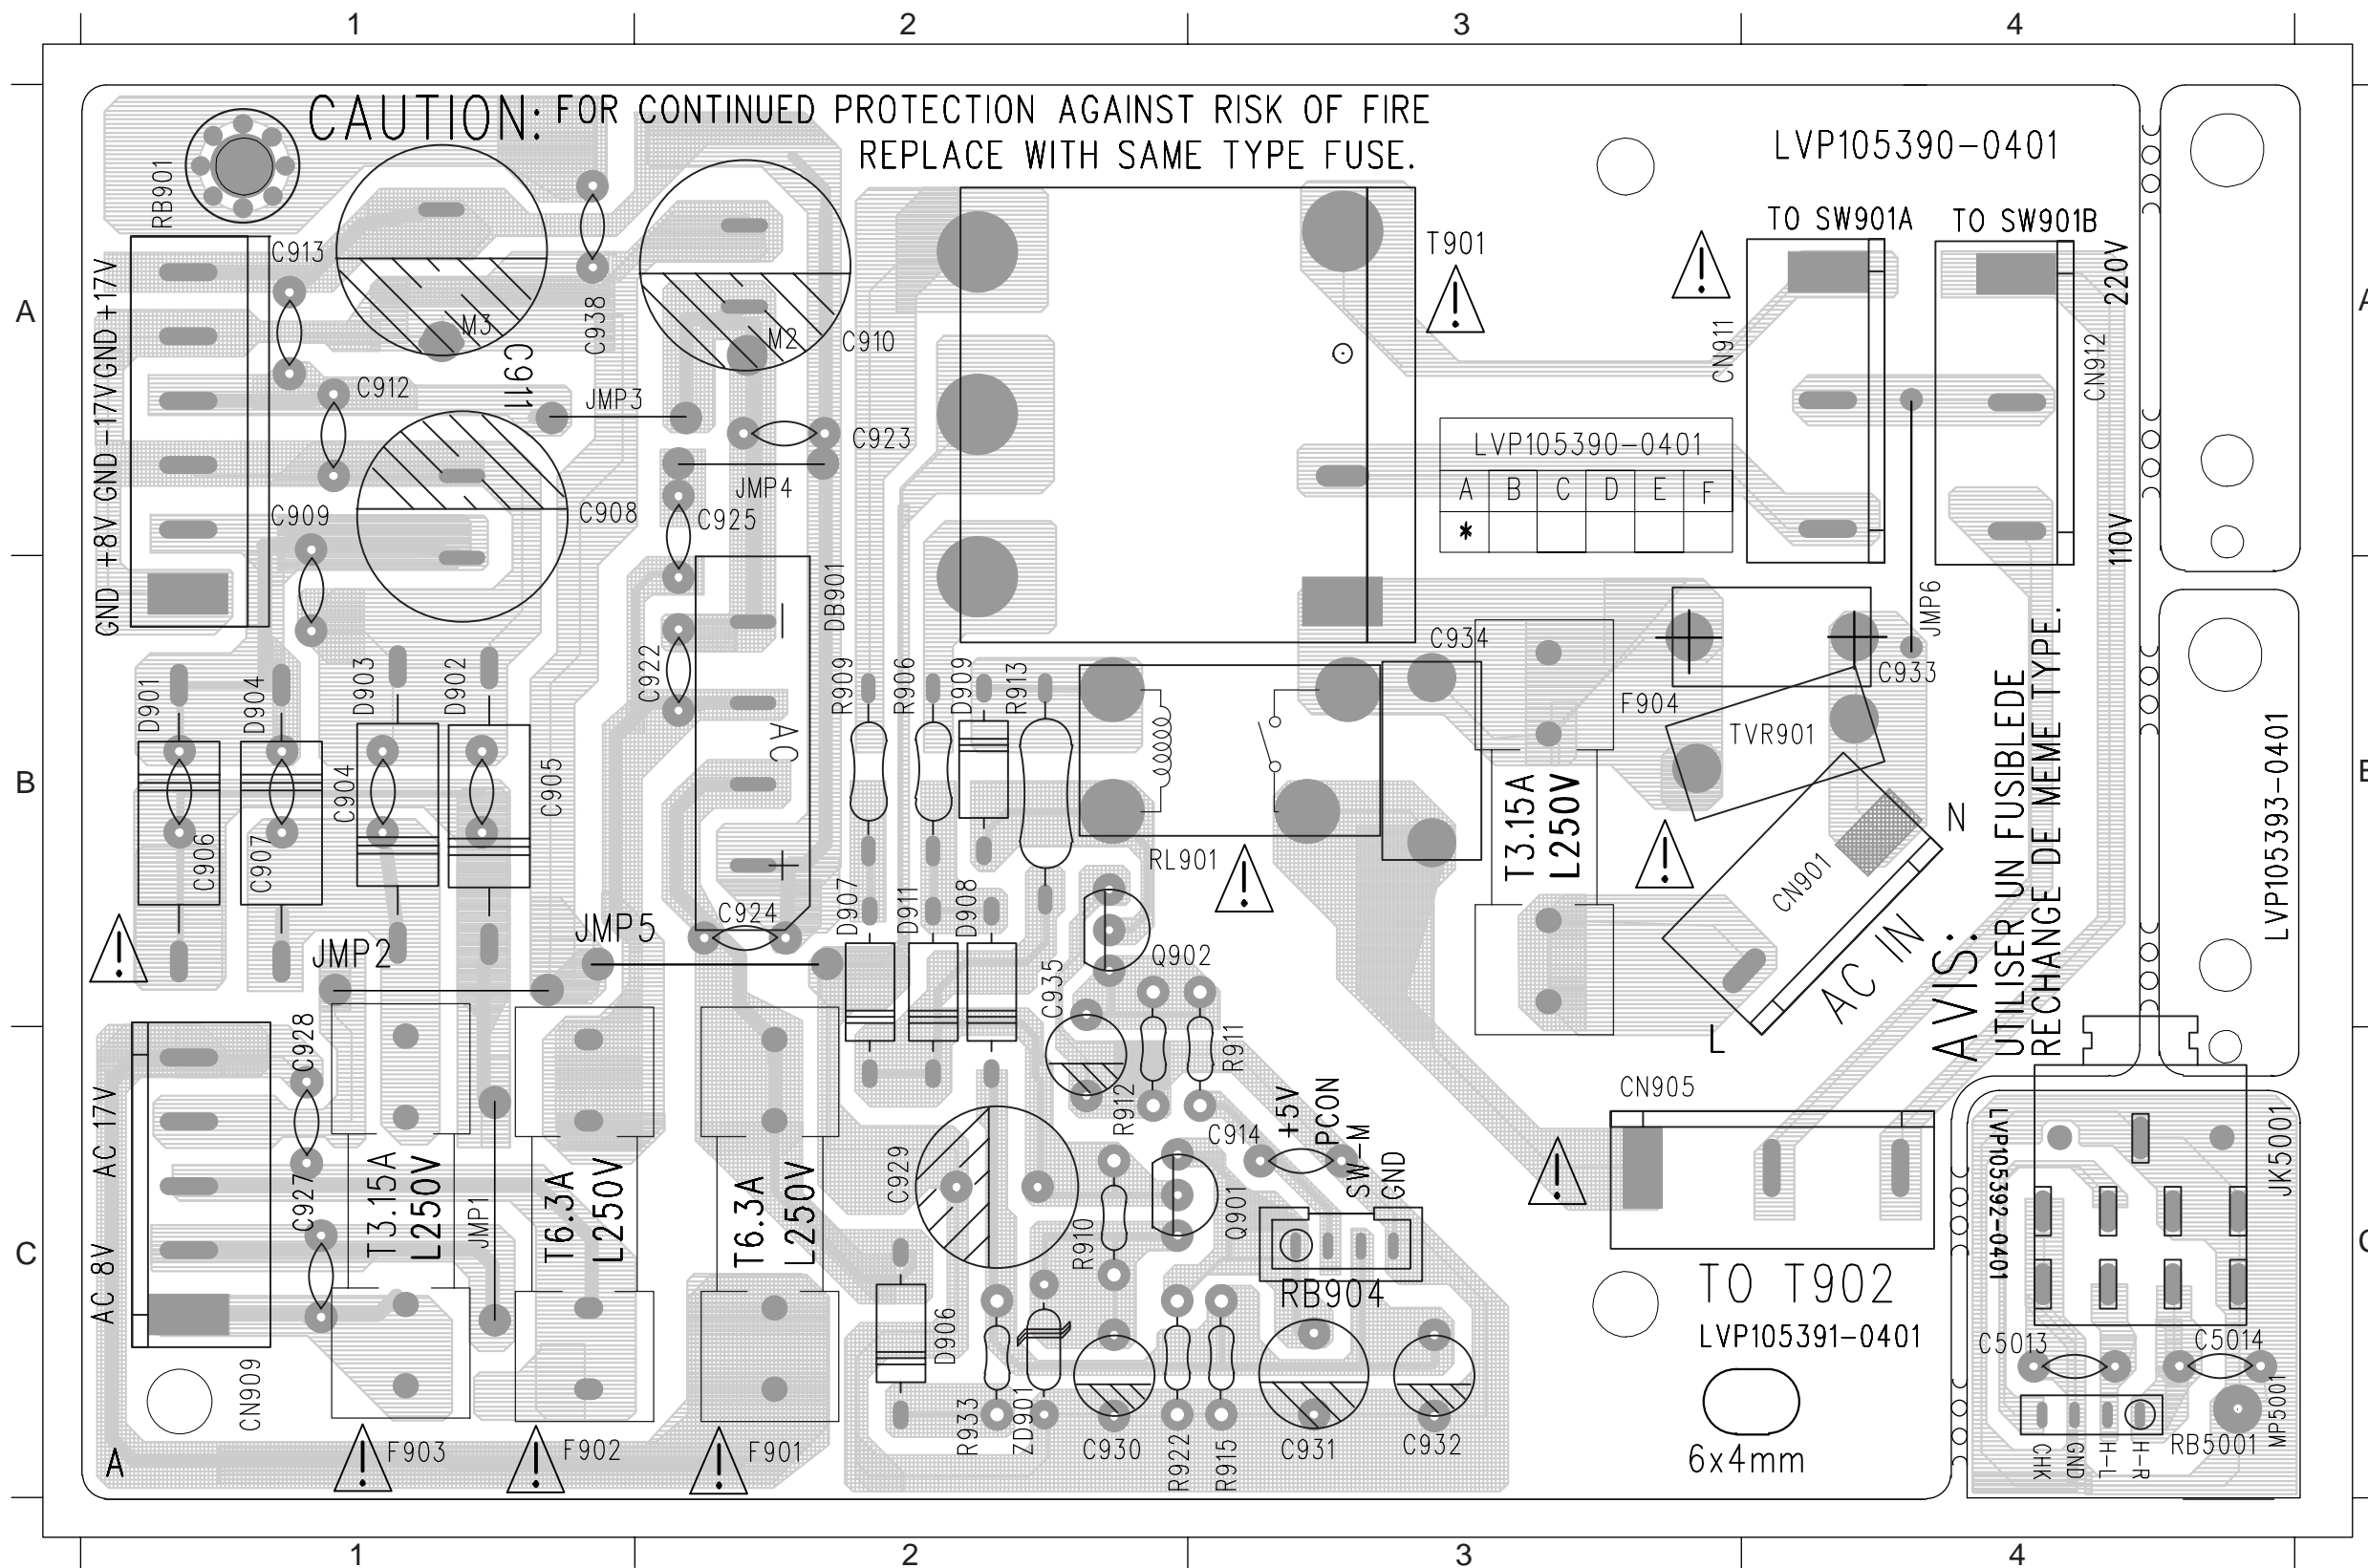 1 2 3 4
CAUTION: FOR CONTINUED PROTECTION AGAINST RISK OF FIRE
REPLACE WITH SAME TYPE FUSE.
LVP105390-0401
RB901
TO SW901A
TO SW901B
A
A
C913
T901
220V
GND +8V GND -17V GND +17V
M3
C938
M2
C910
CN911
CN912
C911
C912
JMP3
C923
LVP105390-0401
A B C D E F
*
JMP4
C909
C908
C925
110V
DB901
JMP6
C934
C933
D901
D904
D903
D902
C922
R909
R906
D909
R913
F904
AC
TVR901
LVP105393-0401
B
B
C904
C905
T3.15A
L250V
N
C906
C907
RL901
CN901
AC IN
L
AVIS:
UTILISER UN FUSIBLEDE
RECHANGE DE MEME TYPE.
C924
D907
D911
D908
JMP5
JMP2
Q902
C935
C928
R911
R912
CN905
AC 8V AC 17V
+5V
PCON
SW-M
GND
C914
LVP105392-0401
JK5001
C927
T3.15A
L250V
JMP1
T6.3A
L250V
T6.3A
L250V
C929
R910
Q901
C
C
RB904
TO T902
LVP105391-0401
D906
C5013
C5014
CN909
R933
ZD901
C930
R922
R915
C931
C932
6x4mm
CHK
GND
H-L
H-R
RB5001
MP5001
A
F903
F902
F901
1 2 3 4